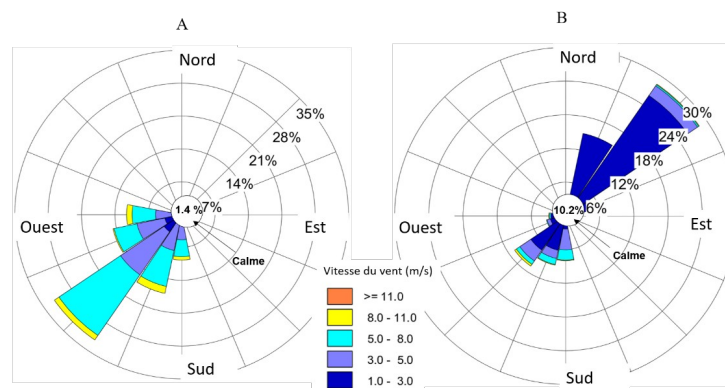 A
Nord
35%
28%
21%
14%
7%
1.4 %
Ouest
Est
Calme
Sud
B
Nord
30%
24%
18%
12%
6%
10.2%
Ouest
Est
Calme
Sud
Vitesse du vent (m/s)
>= 11.0
8.0 - 11.0
5.0 - 8.0
3.0 - 5.0
1.0 - 3.0